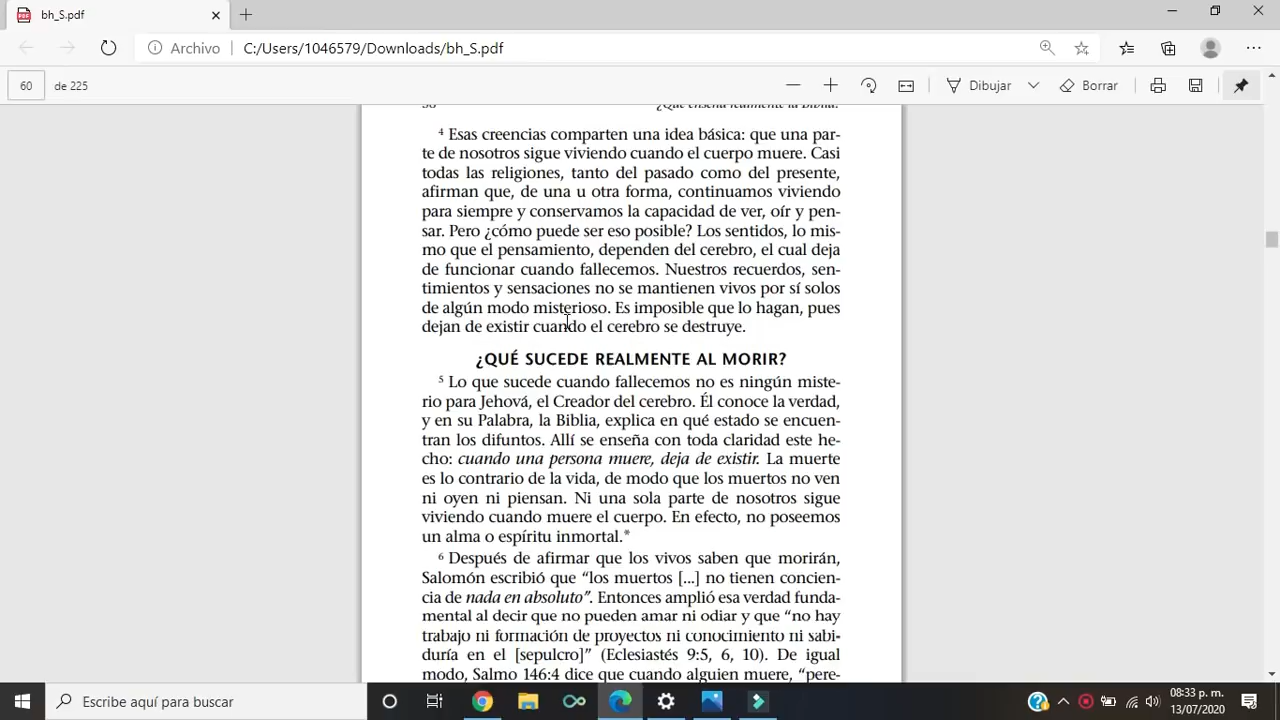 bh_S.pdf
Archivo
C:/Users/1046579/Downloads/bh_S.pdf
60
de 225
Dibujar
Borrar
58
¿Qué enseña realmente la Biblia?
4 Esas creencias comparten una idea básica: que una par-
te de nosotros sigue viviendo cuando el cuerpo muere. Casi
todas las religiones, tanto del pasado como del presente,
afirman que, de una u otra forma, continuamos viviendo
para siempre y conservamos la capacidad de ver, oír y pen-
sar. Pero ¿cómo puede ser eso posible? Los sentidos, lo mis-
mo que el pensamiento, dependen del cerebro, el cual deja
de funcionar cuando fallecemos. Nuestros recuerdos, sen-
timientos y sensaciones no se mantienen vivos por sí solos
de algún modo misterioso. Es imposible que lo hagan, pues
dejan de existir cuando el cerebro se destruye.
¿QUÉ SUCEDE REALMENTE AL MORIR?
5 Lo que sucede cuando fallecemos no es ningún miste-
rio para Jehová, el Creador del cerebro. Él conoce la verdad,
y en su Palabra, la Biblia, explica en qué estado se encuen-
tran los difuntos. Allí se enseña con toda claridad este he-
cho: cuando una persona muere, deja de existir. La muerte
es lo contrario de la vida, de modo que los muertos no ven
ni oyen ni piensan. Ni una sola parte de nosotros sigue
viviendo cuando muere el cuerpo. En efecto, no poseemos
un alma o espíritu inmortal.*
6 Después de afirmar que los vivos saben que morirán,
Salomón escribió que “los muertos [...] no tienen concien-
cia de nada en absoluto”. Entonces amplió esa verdad funda-
mental al decir que no pueden amar ni odiar y que “no hay
trabajo ni formación de proyectos ni conocimiento ni sabi-
duría en el [sepulcro]” (Eclesiastés 9:5, 6, 10). De igual
modo, Salmo 146:4 dice que cuando alguien muere, “pere-
Escribe aquí para buscar
08:33 p. m.
13/07/2020